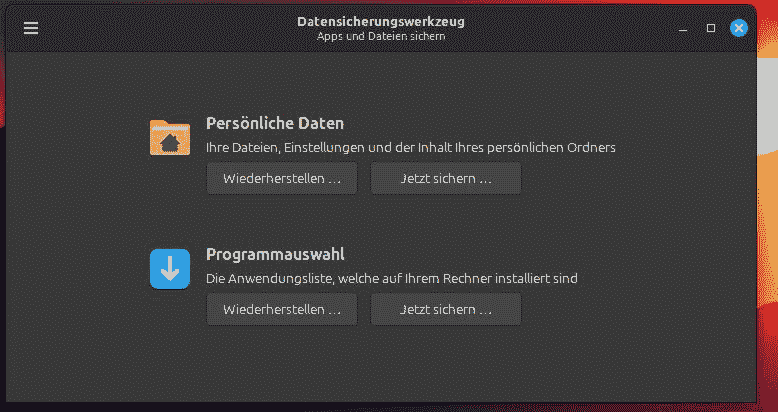 Datensicherungswerkzeug
Apps und Dateien sichern
Persönliche Daten
Ihre Dateien, Einstellungen und der Inhalt Ihres persönlichen Ordners
Wiederherstellen … Jetzt sichern …
Programmauswahl
Die Anwendungsliste, welche auf Ihrem Rechner installiert sind
Wiederherstellen … Jetzt sichern …